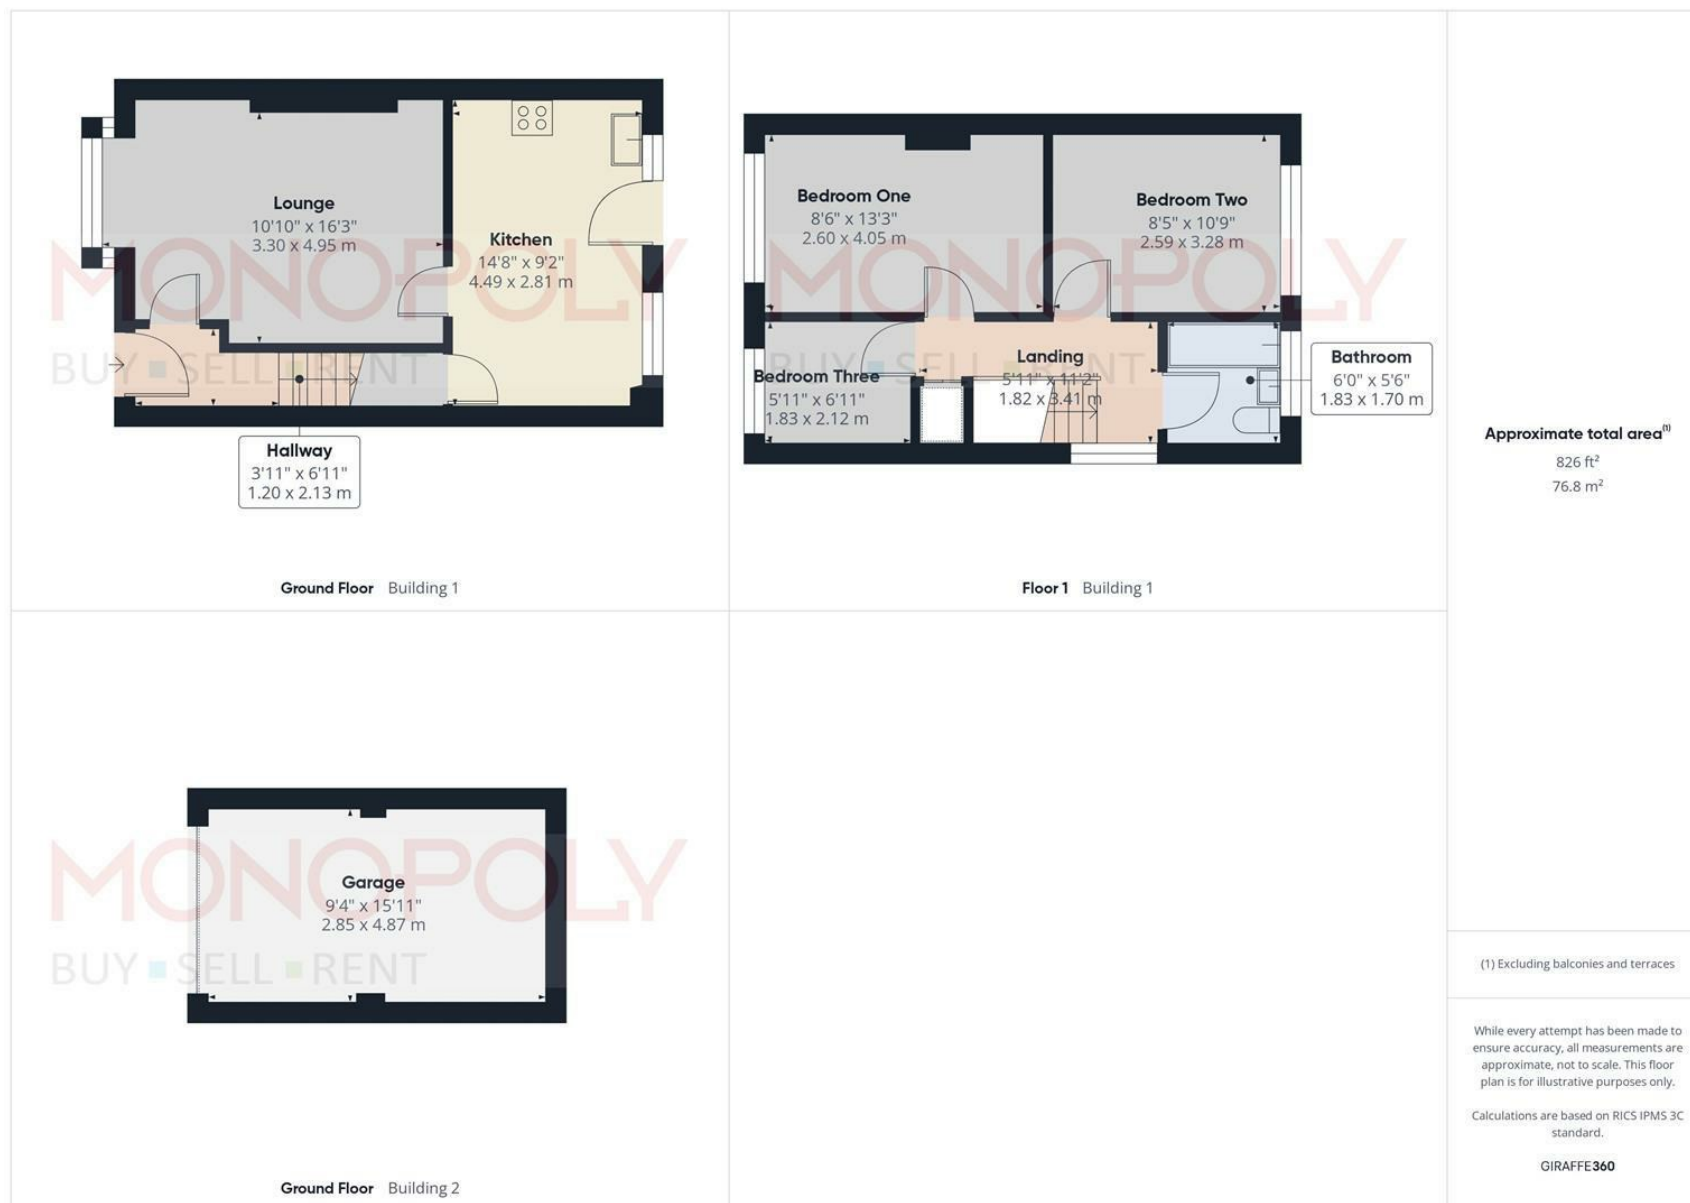 Lounge
10'10" x 16'3"
3.30 x 4.95 m
Kitchen
14'8" x 9'2"
4.49 x 2.81 m
MONOPOLY
BUY SELL RENT
Hallway
3'11" x 6'11"
1.20 x 2.13 m
Ground Floor Building 1
Bedroom One
8'6" x 13'3"
2.60 x 4.05 m
Bedroom Two
8'5" x 10'9"
2.59 x 3.28 m
MONOPOLY
BUY SELL RENT
Landing
5'11" x 11'2"
1.82 x 3.41 m
Bathroom
6'0" x 5'6"
1.83 x 1.70 m
Bedroom Three
5'11" x 6'11"
1.83 x 2.12 m
Floor 1 Building 1
Approximate total area(1)
826 ft²
76.8 m²
MONOPOLY
Garage
9'4" x 15'11"
2.85 x 4.87 m
BUY SELL RENT
Ground Floor Building 2
(1) Excluding balconies and terraces
While every attempt has been made to
ensure accuracy, all measurements are
approximate, not to scale. This floor
plan is for illustrative purposes only.
Calculations are based on RICS IPMS 3C
standard.
GIRAFFE360